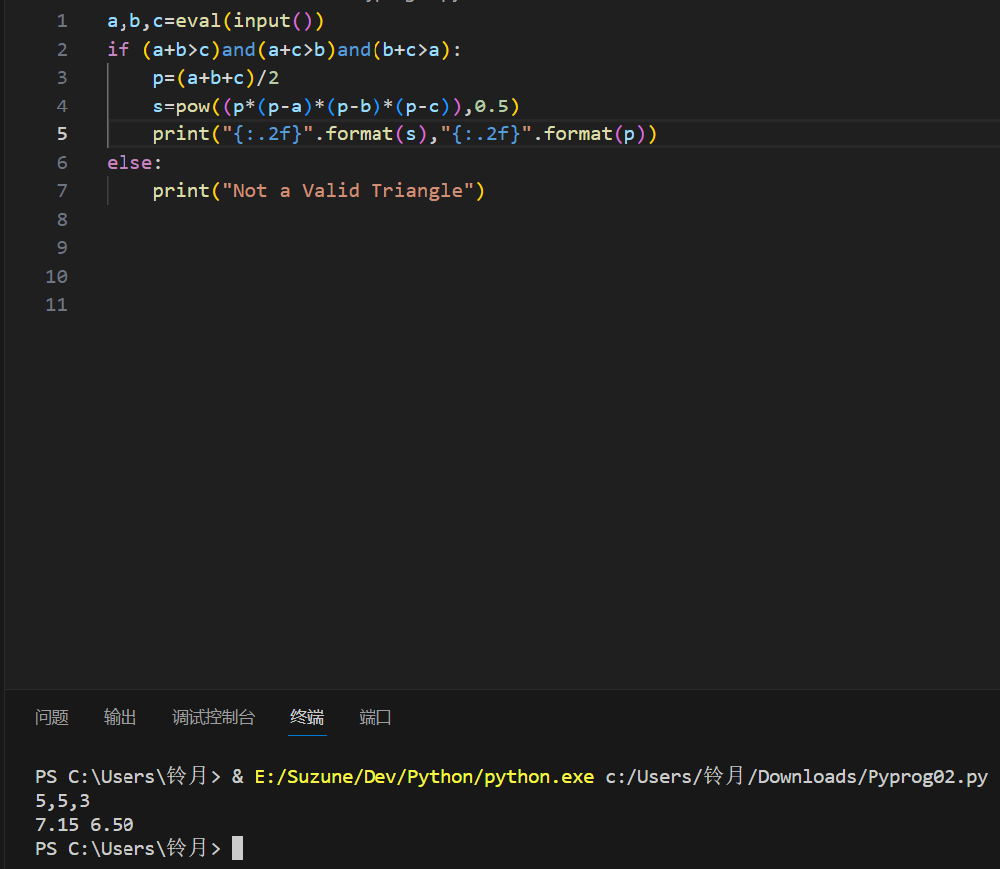 1 a,b,c=eval(input())
2 if (a+b>c)and(a+c>b)and(b+c>a):
3     p=(a+b+c)/2
4     s=pow((p*(p-a)*(p-b)*(p-c)),0.5)
5     print("{:.2f}".format(s),"{:.2f}".format(p))
6 else:
7     print("Not a Valid Triangle")
8
9
10
11
问题 输出 调试控制台 终端 端口
PS C:\Users\铃月> & E:/Suzune/Dev/Python/python.exe c:/Users/铃月/Downloads/Pyprog02.py
5,5,3
7.15 6.50
PS C:\Users\铃月>